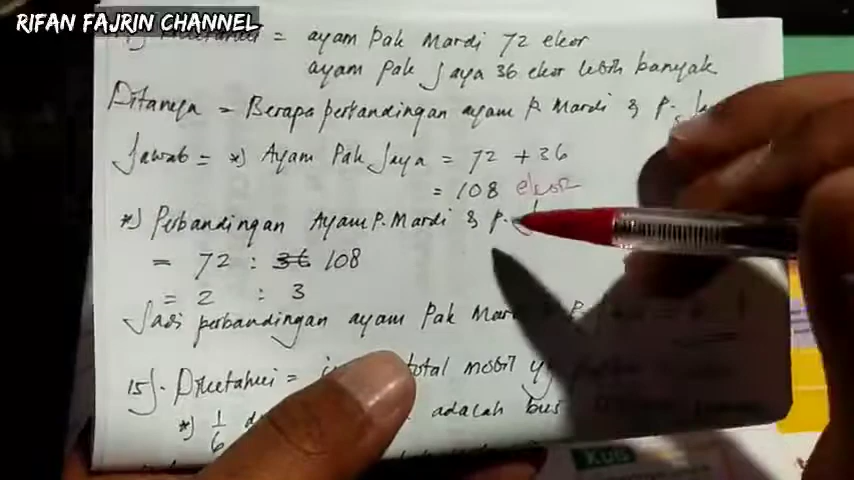 RIFAN FAJRIN CHANNEL
= ayam Pak Mardi 72 ekor
ayam Pak Jaya 36 ekor lebih banyak
Ditanya = Berapa perbandingan ayam P. Mardi & P.
Jawab = *) Ayam Pak Jaya = 72 + 36
= 108 ekor
*) Perbandingan Ayam P. Mardi & P.
= 72 : 36 108
= 2 : 3
Jadi perbandingan ayam Pak
15). Diketahui = total mobil yg
*) 1/6 adalah bus
KUG